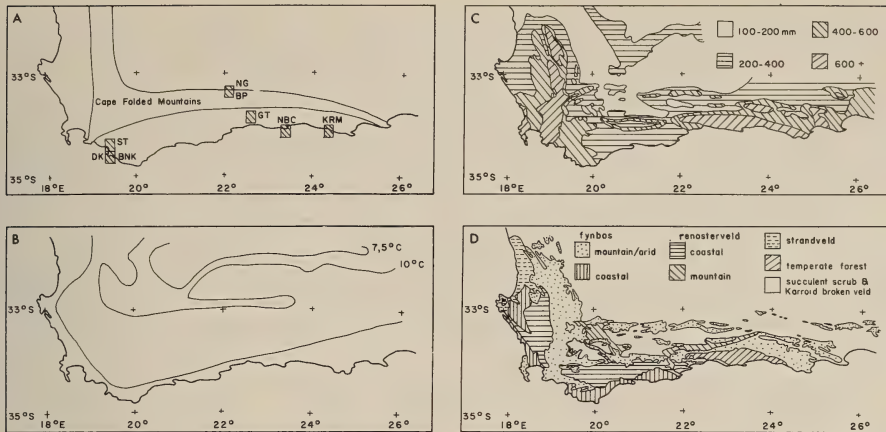 A
33°S
Cape Folded Mountains
NG
BP
GT
NBC
KRM
ST
DK
BNK
35°S
18°E
20°
22°
24°
26°
C
100-200 mm
400-600
200-400
600 +
33°S
35°S
18°E
20°
22°
24°
26°
B
7,5°C
10°C
33°S
35°S
18°E
20°
22°
24°
26°
D
fynbos
mountain/arid
coastal
renosterveld
coastal
mountain
strandveld
temperate forest
succulent scrub &
Karroid broken veld
33°S
35°S
18°E
20°
22°
24°
26°